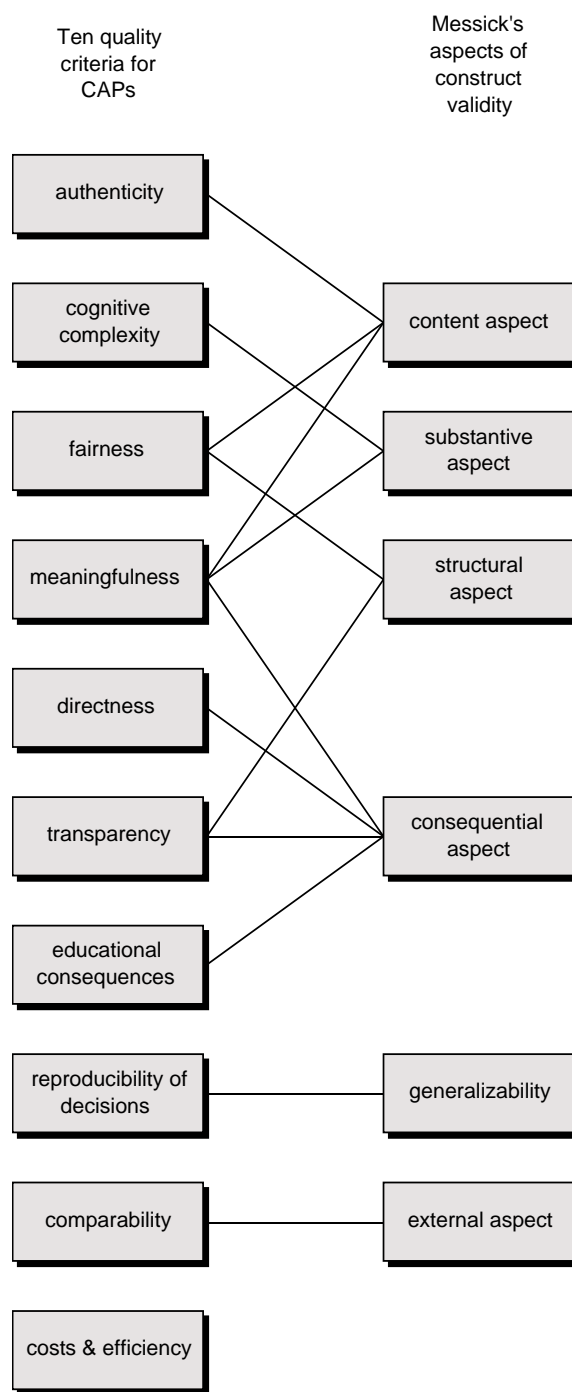 Ten quality
criteria for
CAPs
Messick's
aspects of
construct
validity
authenticity
cognitive
complexity
content aspect
fairness
substantive
aspect
meaningfulness
structural
aspect
directness
transparency
consequential
aspect
educational
consequences
reproducibility of
decisions
generalizability
comparability
external aspect
costs & efficiency